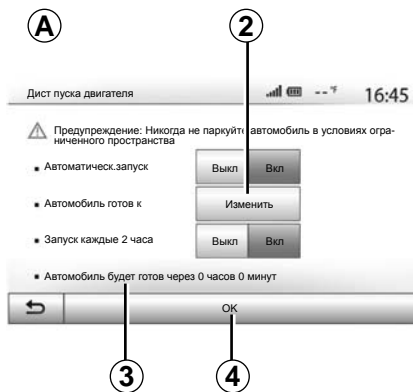 A
2
Дист пуска двигателя
-- °F
16:45
Предупреждение: Никогда не паркуйте автомобиль в условиях огра-
ниченного пространства
▪ Автоматическ.запуск
Выкл Вкл
▪ Автомобиль готов к
Изменить
▪ Запуск каждые 2 часа
Выкл Вкл
▪ Автомобиль будет готов через 0 часов 0 минут
OK
3
4